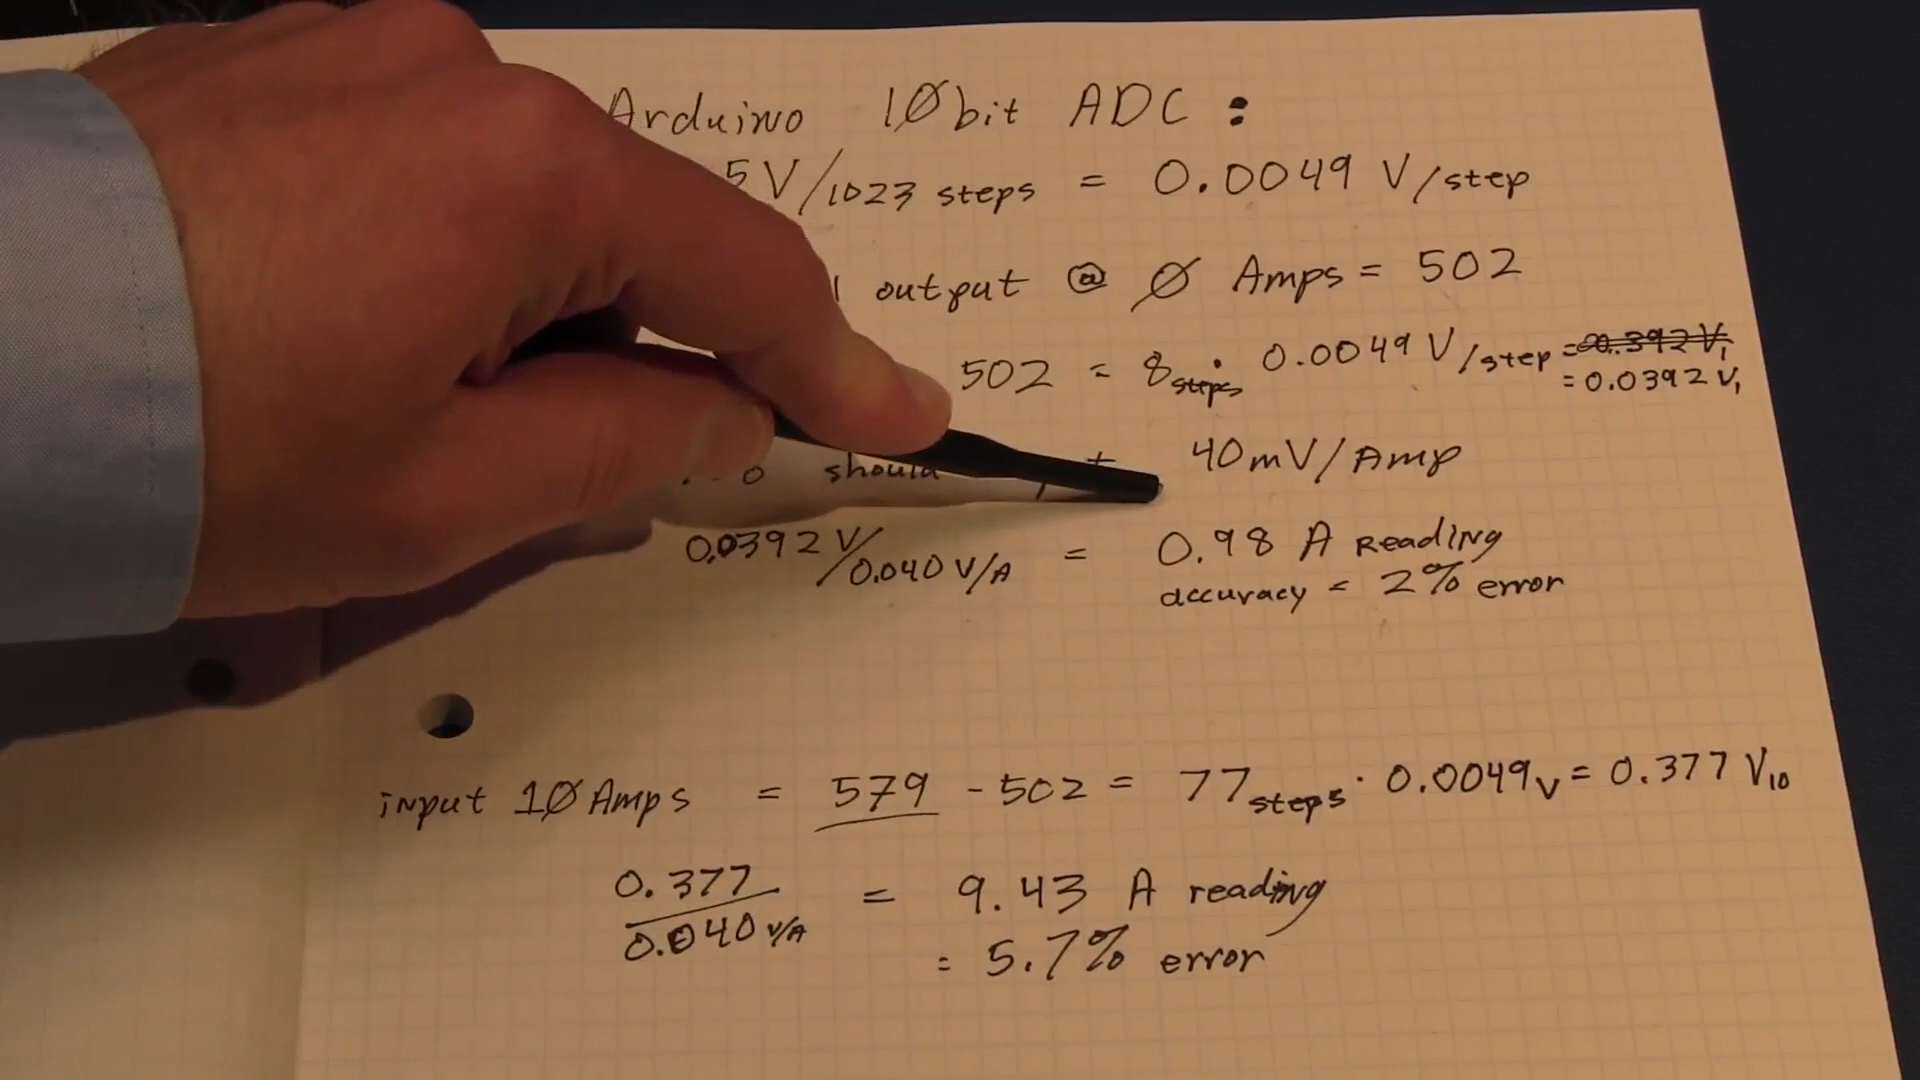 Arduino 10bit ADC:
5V/1023 steps = 0.0049 V/step
output @ 0 Amps = 502
502 = 8 steps · 0.0049 V/step = 0.392 V1
= 0.0392 V1
should 40mV/Amp
0.0392 V/0.040 V/A = 0.98 A Reading
accuracy = 2% error
input 10 Amps = 579 - 502 = 77 steps · 0.0049 V = 0.377 V10
0.377 / 0.040 V/A = 9.43 A reading
= 5.7% error